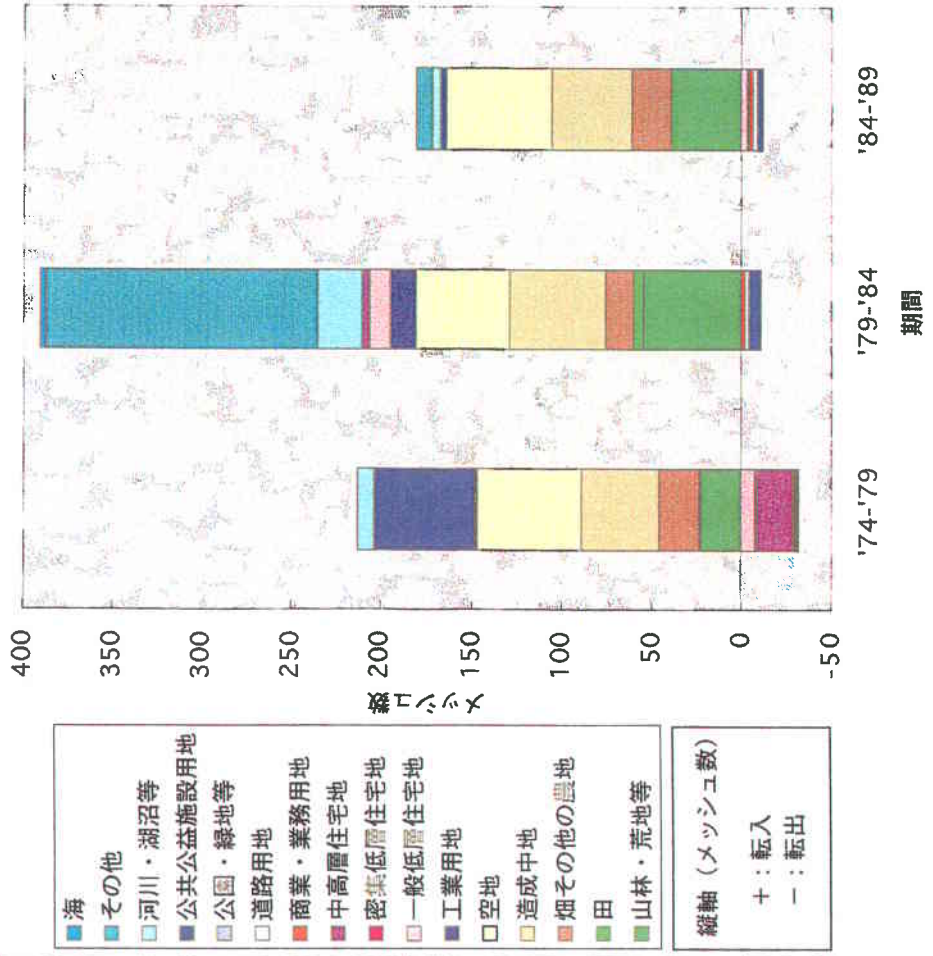 400
350
300
250
200
150
100
50
0
-50
メッシュ数
'74-'79
'79-'84
'84-'89
期間
海
その他
河川・湖沼等
公共公益施設用地
公園・緑地等
道路用地
商業・業務用地
中高層住宅地
密集低層住宅地
一般低層住宅地
工業用地
空地
造成中地
畑その他の農地
田
山林・荒地等
縦軸（メッシュ数）
＋：転入
－：転出